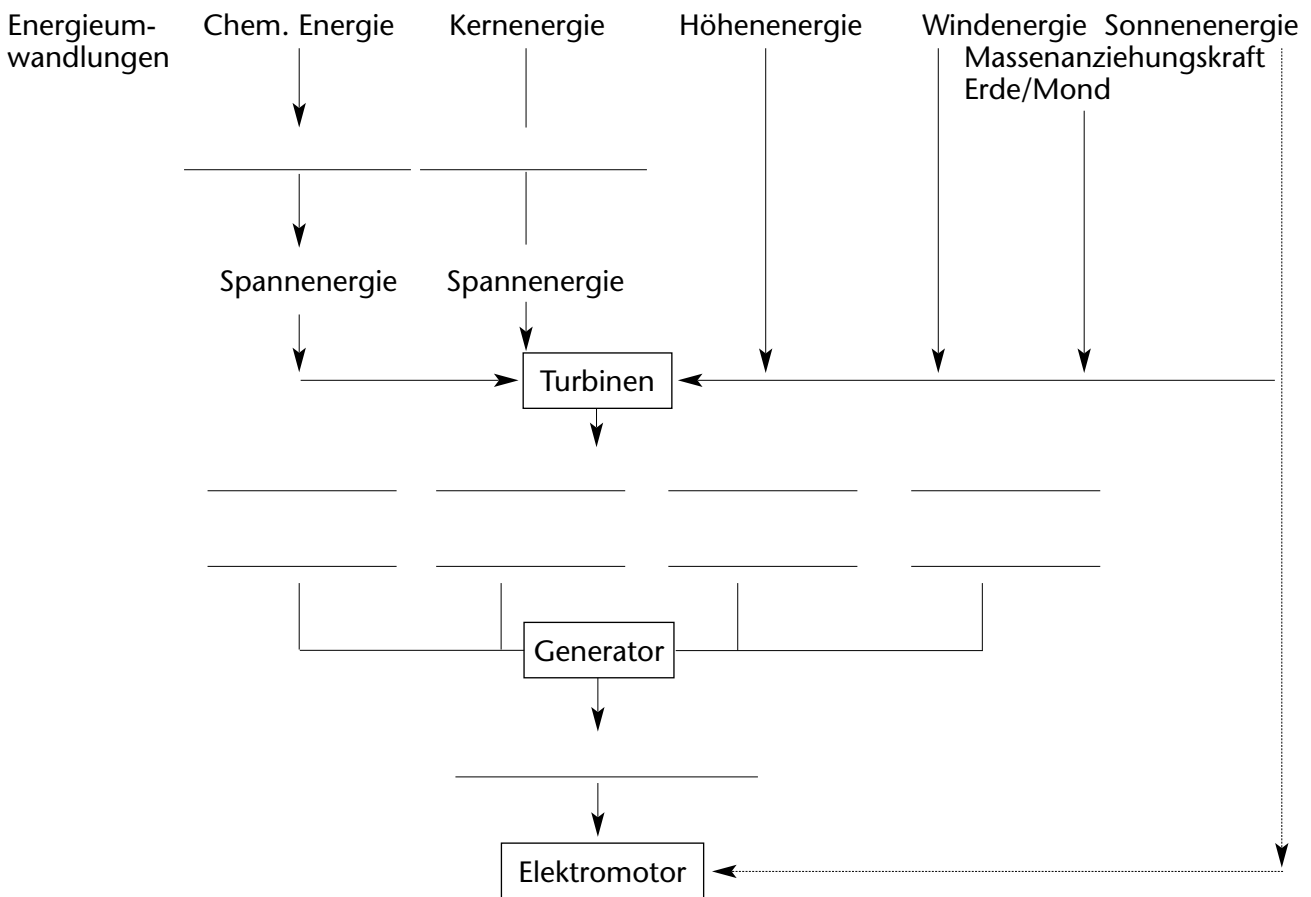 Energieum-
wandlungen
Chem. Energie
Kernenergie
Höhenenergie
Windenergie
Sonnenenergie
Massenanziehungskraft
Erde/Mond
Spannenergie
Spannenergie
Turbinen
Generator
Elektromotor